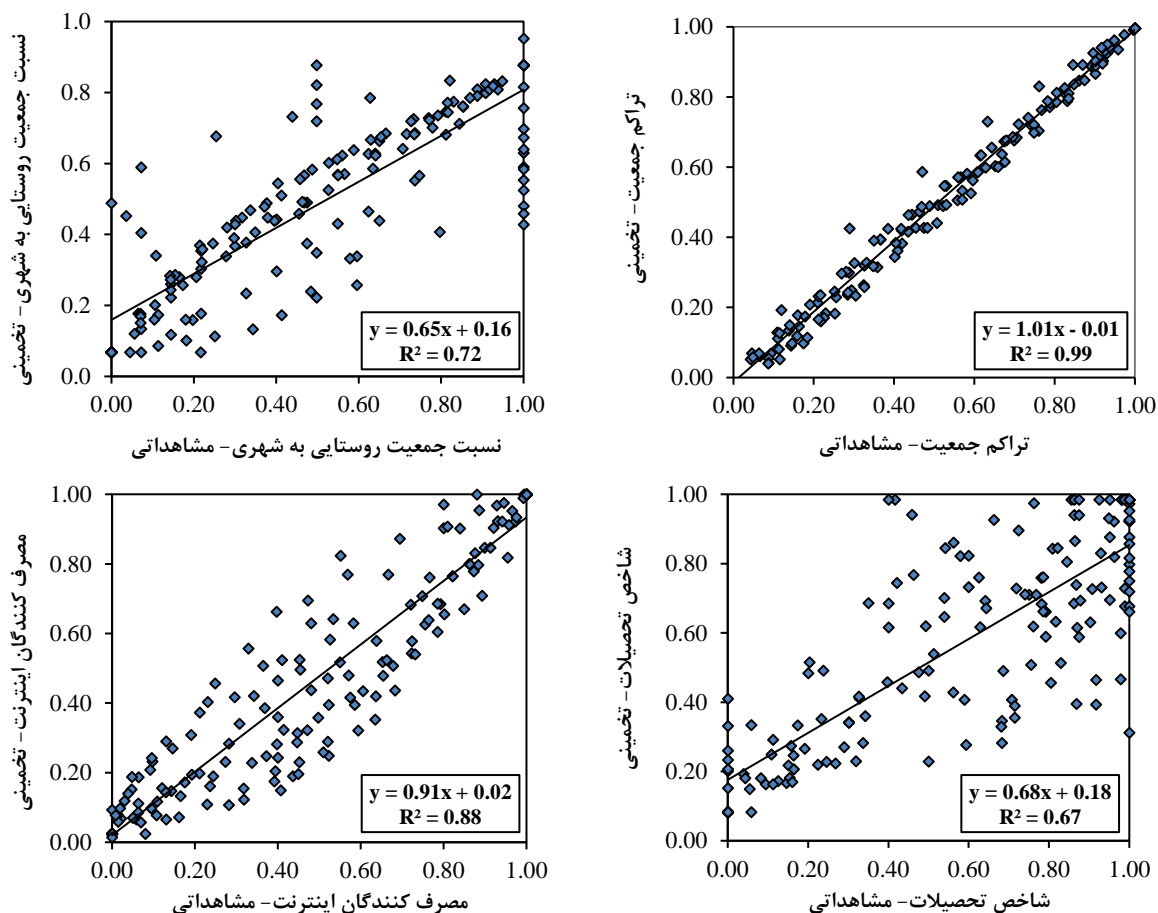 نسبت جمعیت روستایی به شهری- تخمینی
1.0
0.8
0.6
0.4
0.2
0.0
y = 0.65x + 0.16
R² = 0.72
0.00 0.20 0.40 0.60 0.80 1.00
نسبت جمعیت روستایی به شهری- مشاهداتی
تراکم جمعیت- تخمینی
1.00
0.80
0.60
0.40
0.20
0.00
y = 1.01x - 0.01
R² = 0.99
0.00 0.20 0.40 0.60 0.80 1.00
تراکم جمعیت- مشاهداتی
مصرف کنندگان اینترنت- تخمینی
1.00
0.80
0.60
0.40
0.20
0.00
y = 0.91x + 0.02
R² = 0.88
0.00 0.20 0.40 0.60 0.80 1.00
مصرف کنندگان اینترنت- مشاهداتی
شاخص تحصیلات- تخمینی
1.00
0.80
0.60
0.40
0.20
0.00
y = 0.68x + 0.18
R² = 0.67
0.00 0.20 0.40 0.60 0.80 1.00
شاخص تحصیلات- مشاهداتی